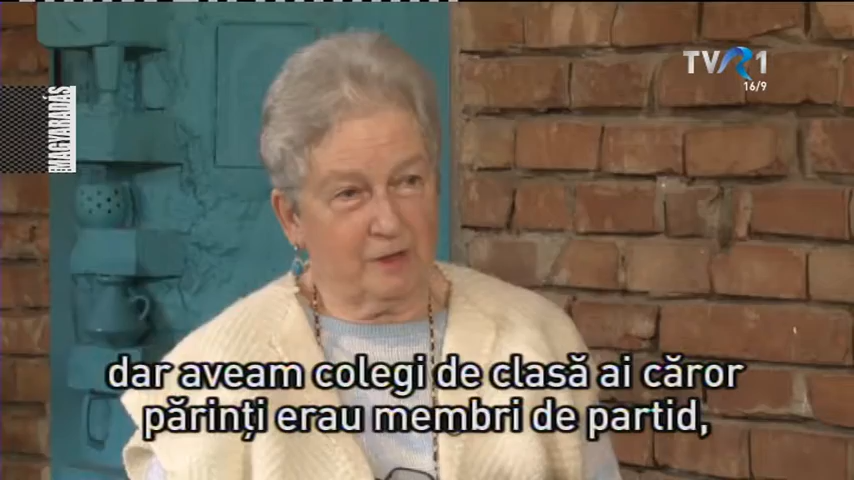 TVR1
16/9
MAGYARADÁS
dar aveam colegi de clasă ai căror
părinți erau membri de partid,